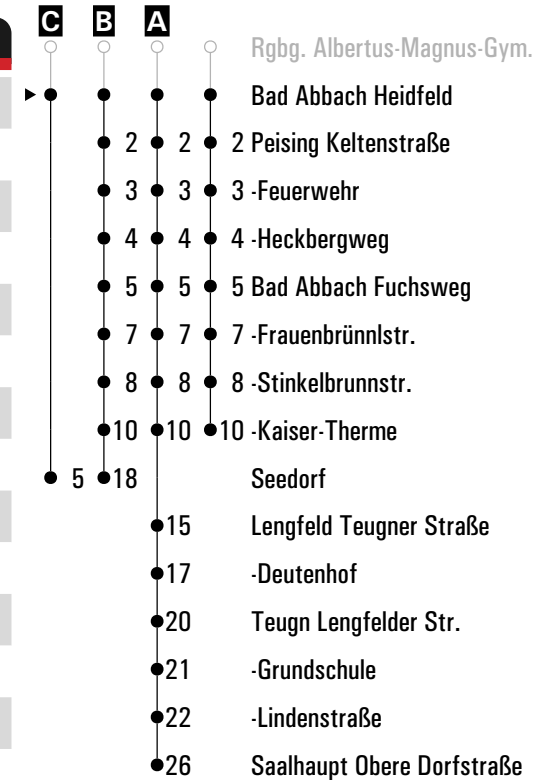 C B A
Rgbg. Albertus-Magnus-Gym.
Bad Abbach Heidfeld
2 2 2 Peising Keltenstraße
3 3 3 -Feuerwehr
4 4 4 -Heckbergweg
5 5 5 Bad Abbach Fuchsweg
7 7 7 -Frauenbrünnlstr.
8 8 8 -Stinkelbrunnstr.
10 10 10 -Kaiser-Therme
5 18 Seedorf
15 Lengfeld Teugner Straße
17 -Deutenhof
20 Teugn Lengfelder Str.
21 -Grundschule
22 -Lindenstraße
26 Saalhaupt Obere Dorfstraße